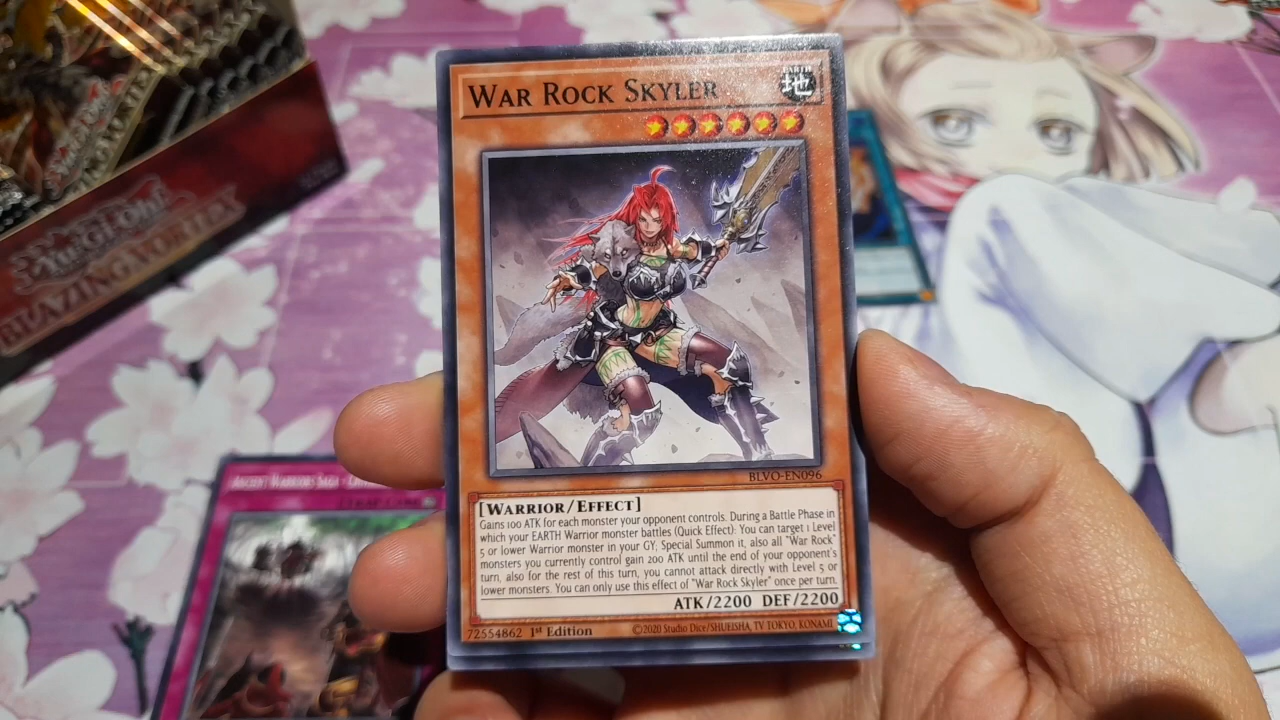 WAR ROCK SKYLER
EARTH
地
BLVO-EN096
[WARRIOR/EFFECT]
Gains 100 ATK for each monster your opponent controls. During a Battle Phase in
which your EARTH Warrior monster battles (Quick Effect): You can target 1 Level
5 or lower Warrior monster in your GY; Special Summon it, also all "War Rock"
monsters you currently control gain 200 ATK until the end of your opponent's
turn, also for the rest of this turn, you cannot attack directly with Level 5 or
lower monsters. You can only use this effect of "War Rock Skyler" once per turn.
ATK/2200 DEF/2200
72554862 1st Edition
©2020 Studio Dice/SHUEISHA, TV TOKYO, KONAMI
Yu-Gi-Oh!
BLAZING VORTEX
ANCIENT WARRIORS SAGA -